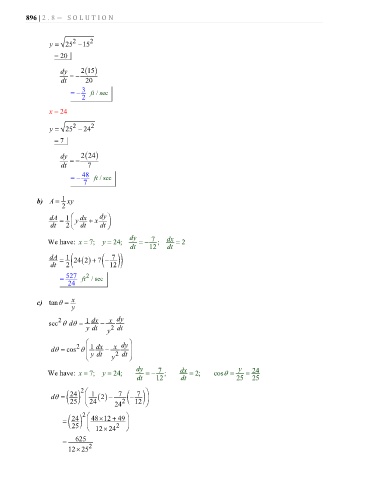 896 | 2.8 – SOLUTION
y = √25² − 15²
= 20
dy/dt = − 2(15)/20
= − 3/2 ft / sec
x = 24
y = √25² − 24²
= 7
dy/dt = − 2(24)/7
= − 48/7 ft / sec
b) A = 1/2 xy
dA/dt = 1/2 ( y dx/dt + x dy/dt )
We have: x = 7; y = 24; dy/dt = − 7/12; dx/dt = 2
dA/dt = 1/2 ( 24(2) + 7( − 7/12 ) )
= 527/24 ft² / sec
c) tan θ = x/y
sec² θ dθ = 1/y dx/dt − x/y² dy/dt
dθ = cos² θ ( 1/y dx/dt − x/y² dy/dt )
We have: x = 7; y = 24; dy/dt = − 7/12; dx/dt = 2; cos θ = y/25 = 24/25
dθ = (24/25)² ( 1/24 (2) − 7/24² ( − 7/12 ) )
= (24/25)² ( 48×12 + 49 / 12×24² )
= 625 / 12×25²